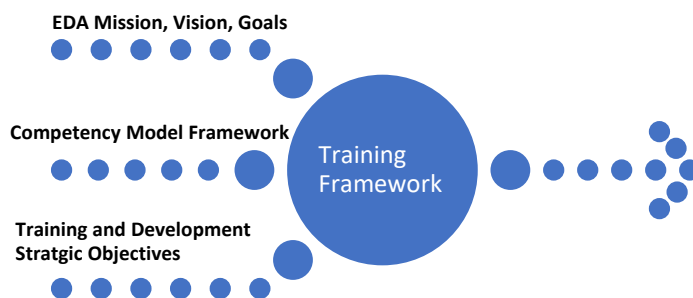 EDA Mission, Vision, Goals
Competency Model Framework
Training
Framework
Training and Development
Stratgic Objectives